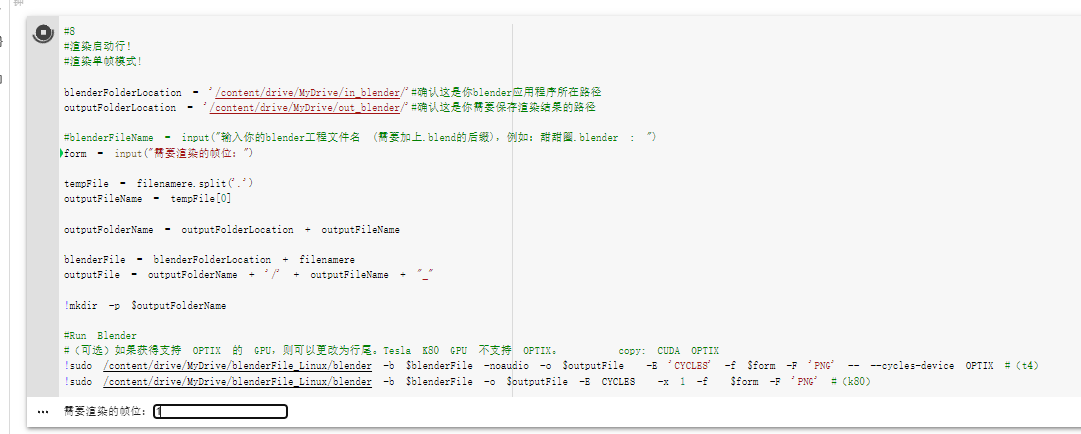 #8
#渲染启动行!
#渲染单帧模式!
blenderFolderLocation = '/content/drive/MyDrive/in_blender/'#确认这是你blender应用程序所在路径
outputFolderLocation = '/content/drive/MyDrive/out_blender/'#确认这是你需要保存渲染结果的路径
#blenderFileName = input("输入你的blender工程文件名 (需要加上.blend的后缀), 例如: 甜甜圈.blender : ")
form = input("需要渲染的帧位: ")
tempFile = filenamere.split('.')
outputFileName = tempFile[0]
outputFolderName = outputFolderLocation + outputFileName
blenderFile = blenderFolderLocation + filenamere
outputFile = outputFolderName + '/' + outputFileName + "_"
!mkdir -p $outputFolderName
#Run Blender
#（可选）如果获得支持 OPTIX 的 GPU，则可以更改为行尾。Tesla K80 GPU 不支持 OPTIX。 copy: CUDA OPTIX
!sudo /content/drive/MyDrive/blenderFile_Linux/blender -b $blenderFile -noaudio -o $outputFile -E 'CYCLES' -f $form -F 'PNG' -- --cycles-device OPTIX #（t4）
!sudo /content/drive/MyDrive/blenderFile_Linux/blender -b $blenderFile -o $outputFile -E CYCLES -x 1 -f $form -F 'PNG' #（k80）
需要渲染的帧位: 1